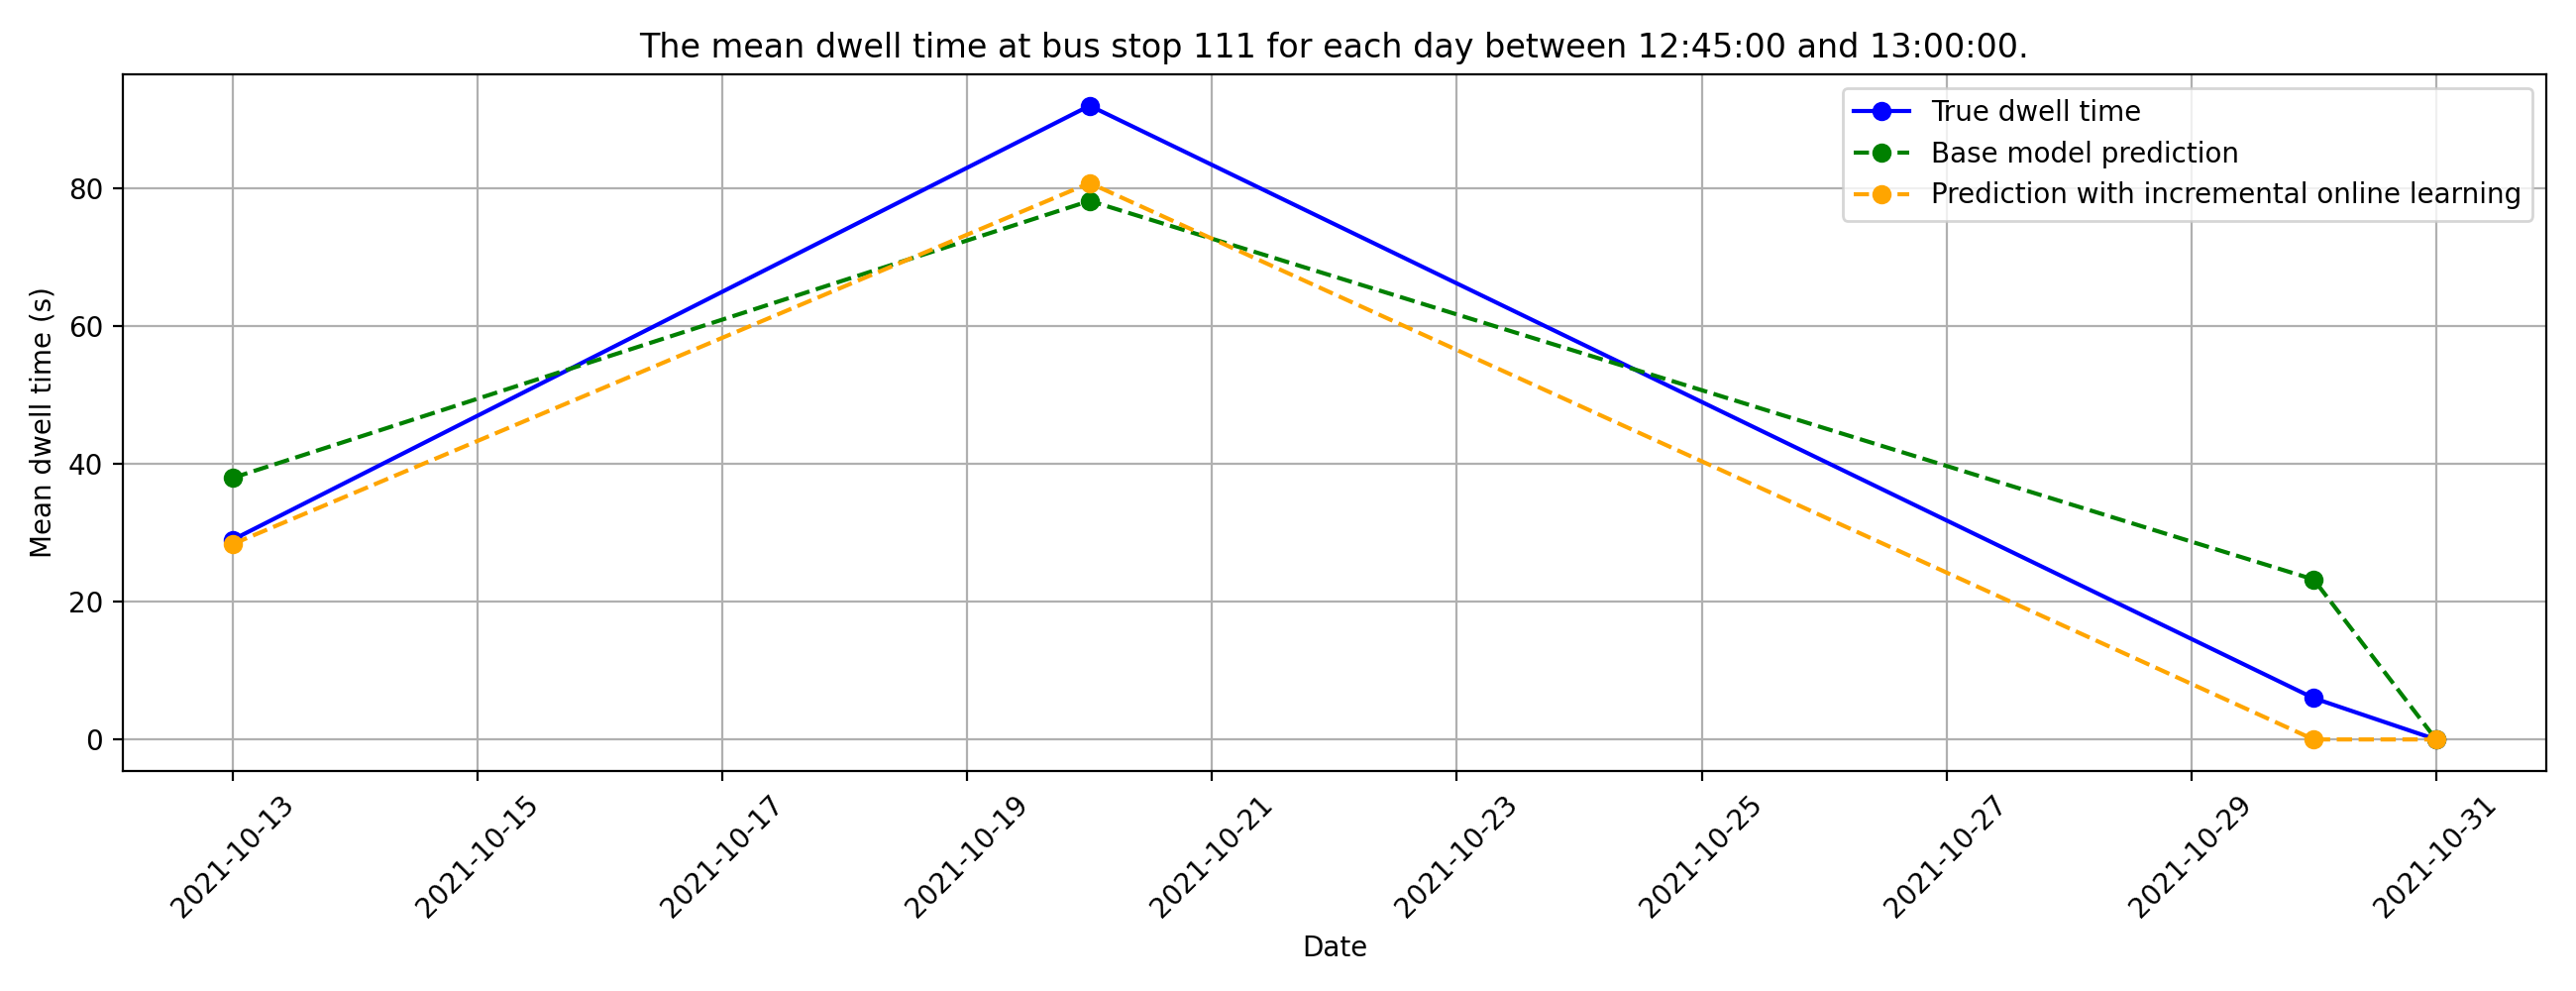 The mean dwell time at bus stop 111 for each day between 12:45:00 and 13:00:00.
True dwell time
Base model prediction
Prediction with incremental online learning
Mean dwell time (s)
80
60
40
20
0
2021-10-13
2021-10-15
2021-10-17
2021-10-19
2021-10-21
2021-10-23
2021-10-25
2021-10-27
2021-10-29
2021-10-31
Date